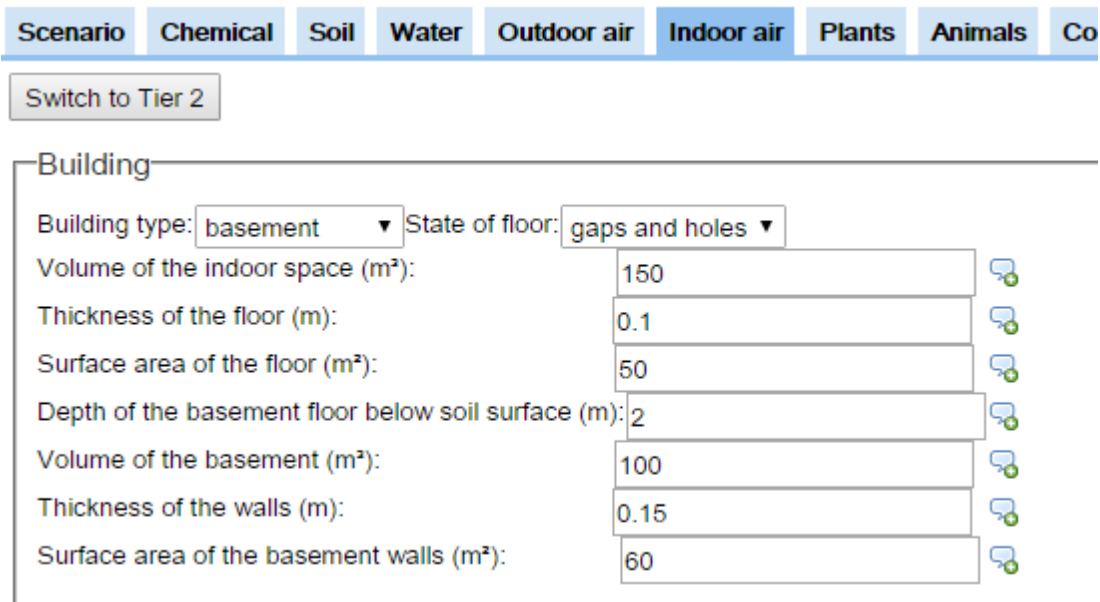 Scenario Chemical Soil Water Outdoor air Indoor air Plants Animals Co
Switch to Tier 2
Building
Building type: basement State of floor: gaps and holes
Volume of the indoor space (m²): 150
Thickness of the floor (m): 0.1
Surface area of the floor (m²): 50
Depth of the basement floor below soil surface (m): 2
Volume of the basement (m²): 100
Thickness of the walls (m): 0.15
Surface area of the basement walls (m²): 60